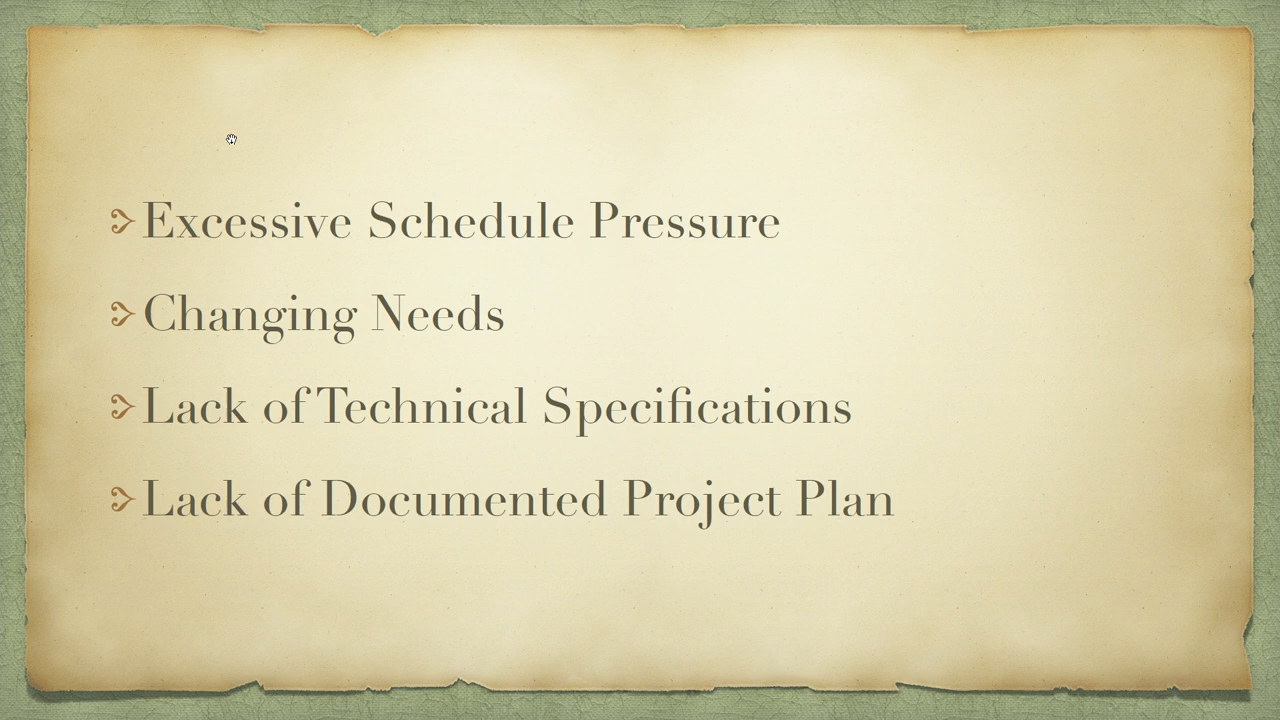 Excessive Schedule Pressure
Changing Needs
Lack of Technical Specifications
Lack of Documented Project Plan